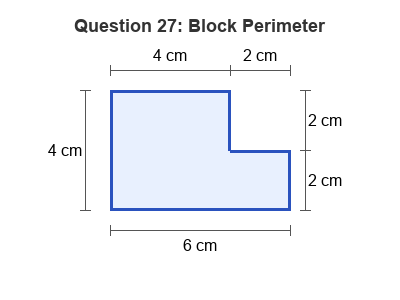 Question 27: Block Perimeter
4 cm 2 cm
2 cm
4 cm
2 cm
6 cm